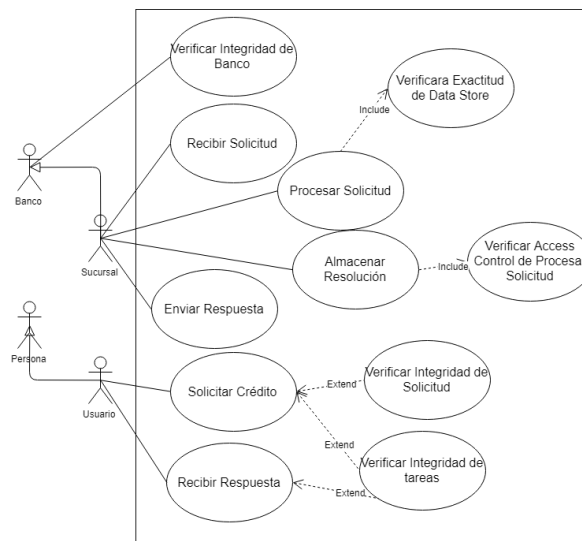 Verificar Integridad de
Banco
Verificara Exactitud
de Data Store
Include
Recibir Solicitud
Banco
Procesar Solicitud
Sucursal
Almacenar
Resolución
Include
Verificar Access
Control de Procesar
Solicitud
Enviar Respuesta
Persona
Usuario
Solicitar Crédito
Extend
Verificar Integridad de
Solicitud
Extend
Verificar Integridad de
tareas
Recibir Respuesta
Extend